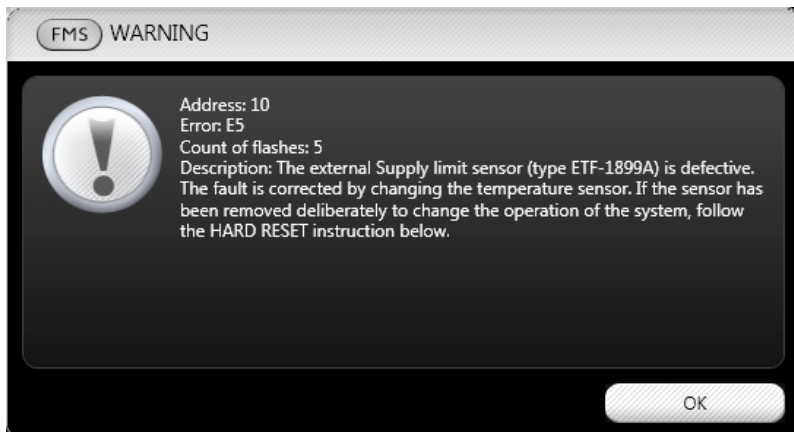 FMS WARNING
Address: 10
Error: E5
Count of flashes: 5
Description: The external Supply limit sensor (type ETF-1899A) is defective.
The fault is corrected by changing the temperature sensor. If the sensor has
been removed deliberately to change the operation of the system, follow
the HARD RESET instruction below.
OK